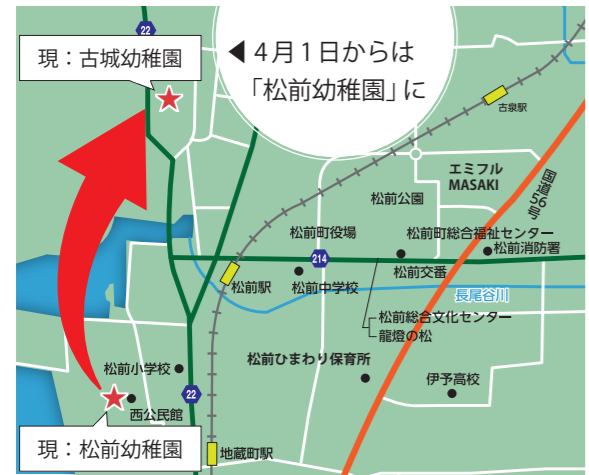 22
現：古城幼稚園
◀４月１日からは
「松前幼稚園」に
古泉駅
エミフル
MASAKI
国道56号
松前公園
松前町役場
松前町総合福祉センター
松前消防署
214
松前交番
松前駅
松前中学校
長尾谷川
松前総合文化センター
龍燈の松
松前ひまわり保育所
松前小学校
伊予高校
22
西公民館
現：松前幼稚園
地蔵町駅